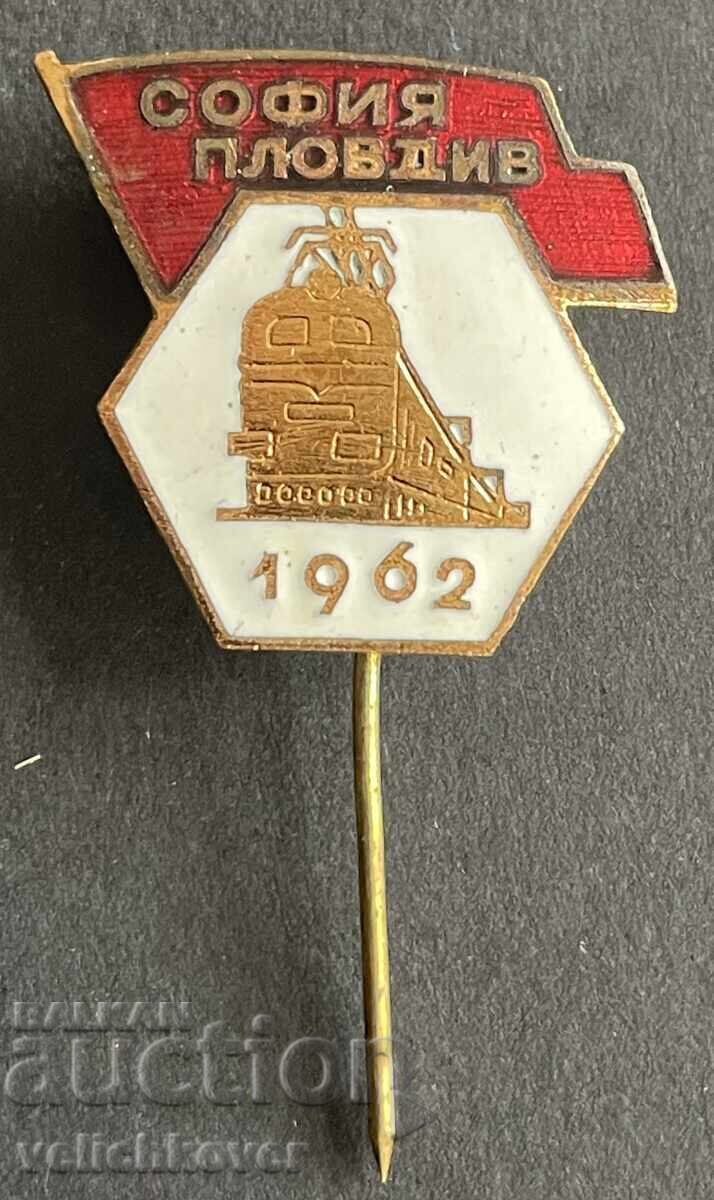 СОФИЯ
ПЛОВДИВ
1962
BALKAN
auction
velichkover